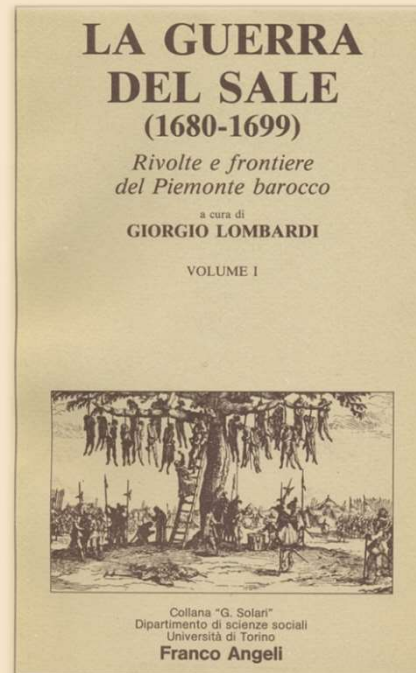 LA GUERRA
DEL SALE
(1680-1699)
Rivolte e frontiere
del Piemonte barocco
a cura di
GIORGIO LOMBARDI
VOLUME I
Collana "G. Solari"
Dipartimento di scienze sociali
Università di Torino
Franco Angeli